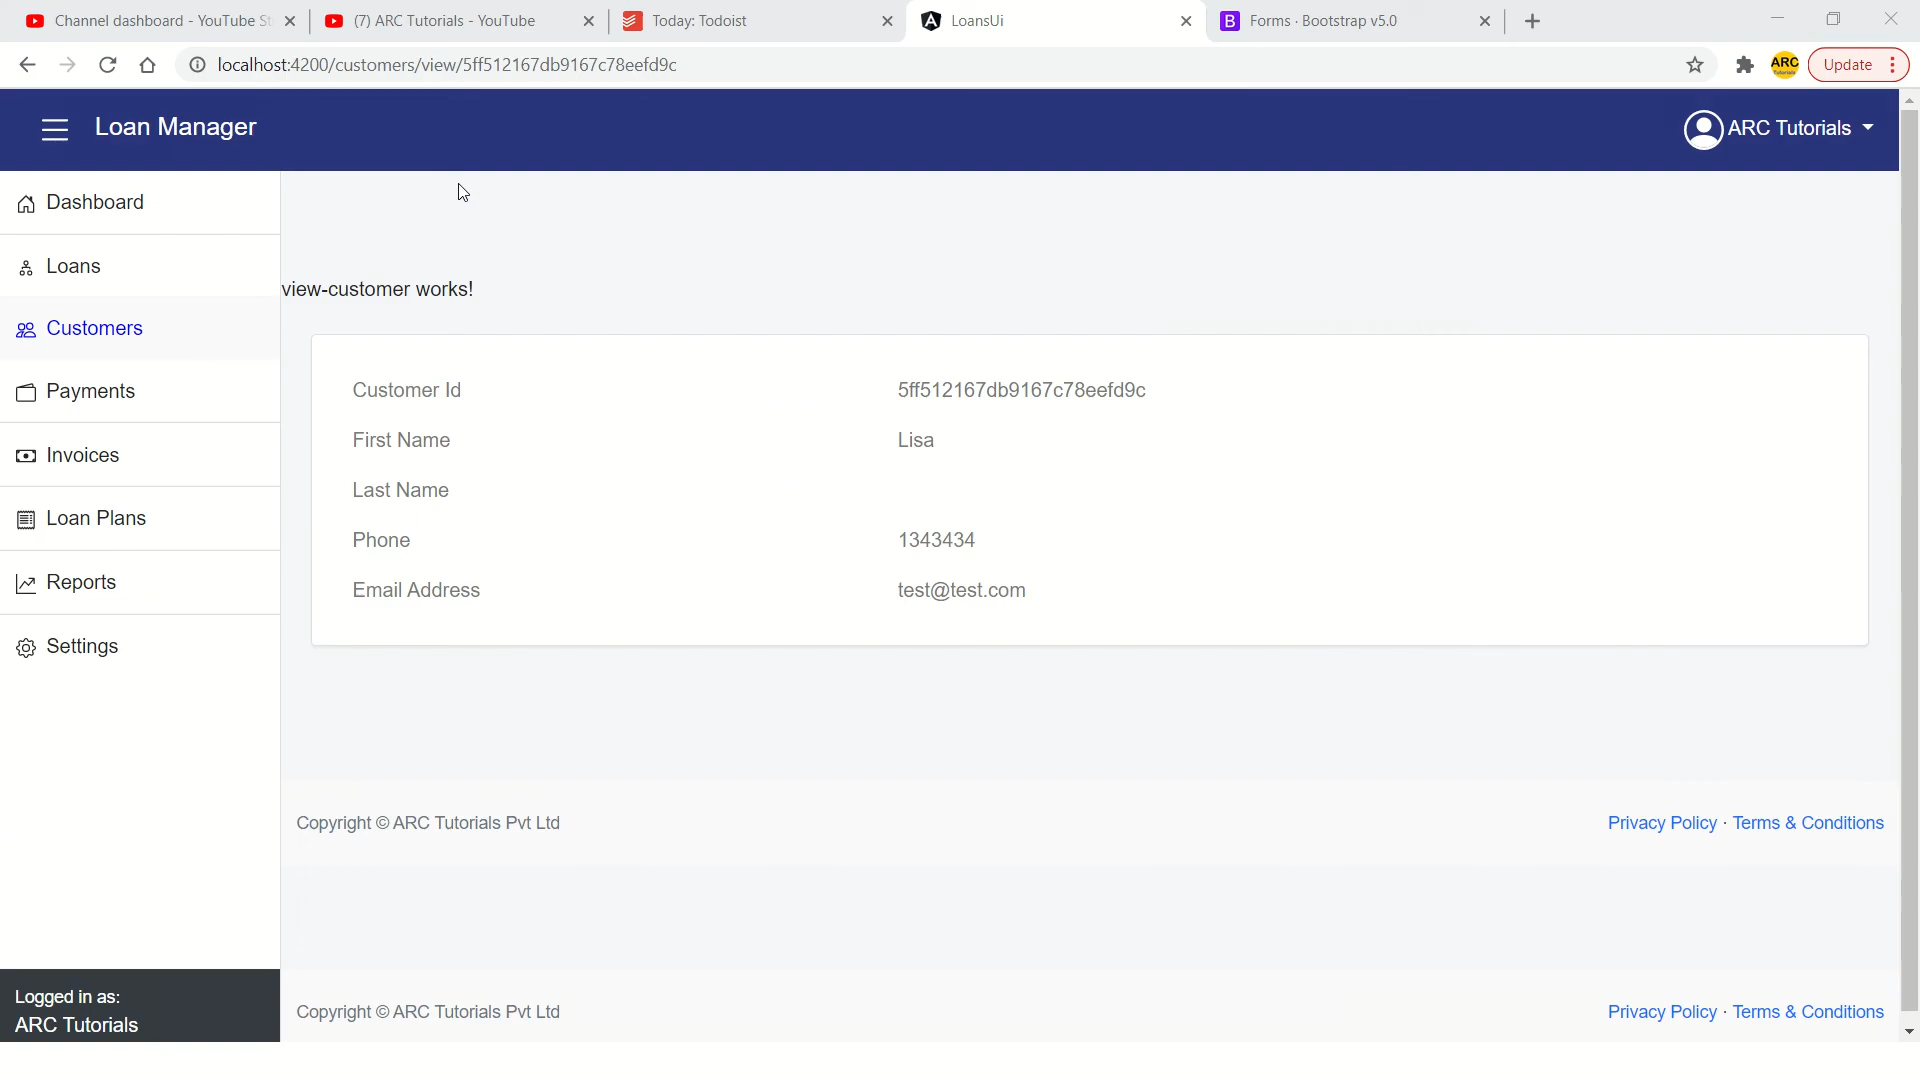 Channel dashboard - YouTube St
(7) ARC Tutorials - YouTube
Today: Todoist
LoansUi
B Forms · Bootstrap v5.0
localhost:4200/customers/view/5ff512167db9167c78eefd9c
ARC Tutorials
Update
Loan Manager
ARC Tutorials
Dashboard
Loans
Customers
Payments
Invoices
Loan Plans
Reports
Settings
Logged in as:
ARC Tutorials
view-customer works!
Customer Id 5ff512167db9167c78eefd9c
First Name Lisa
Last Name
Phone 1343434
Email Address test@test.com
Copyright © ARC Tutorials Pvt Ltd Privacy Policy · Terms & Conditions
Copyright © ARC Tutorials Pvt Ltd Privacy Policy · Terms & Conditions